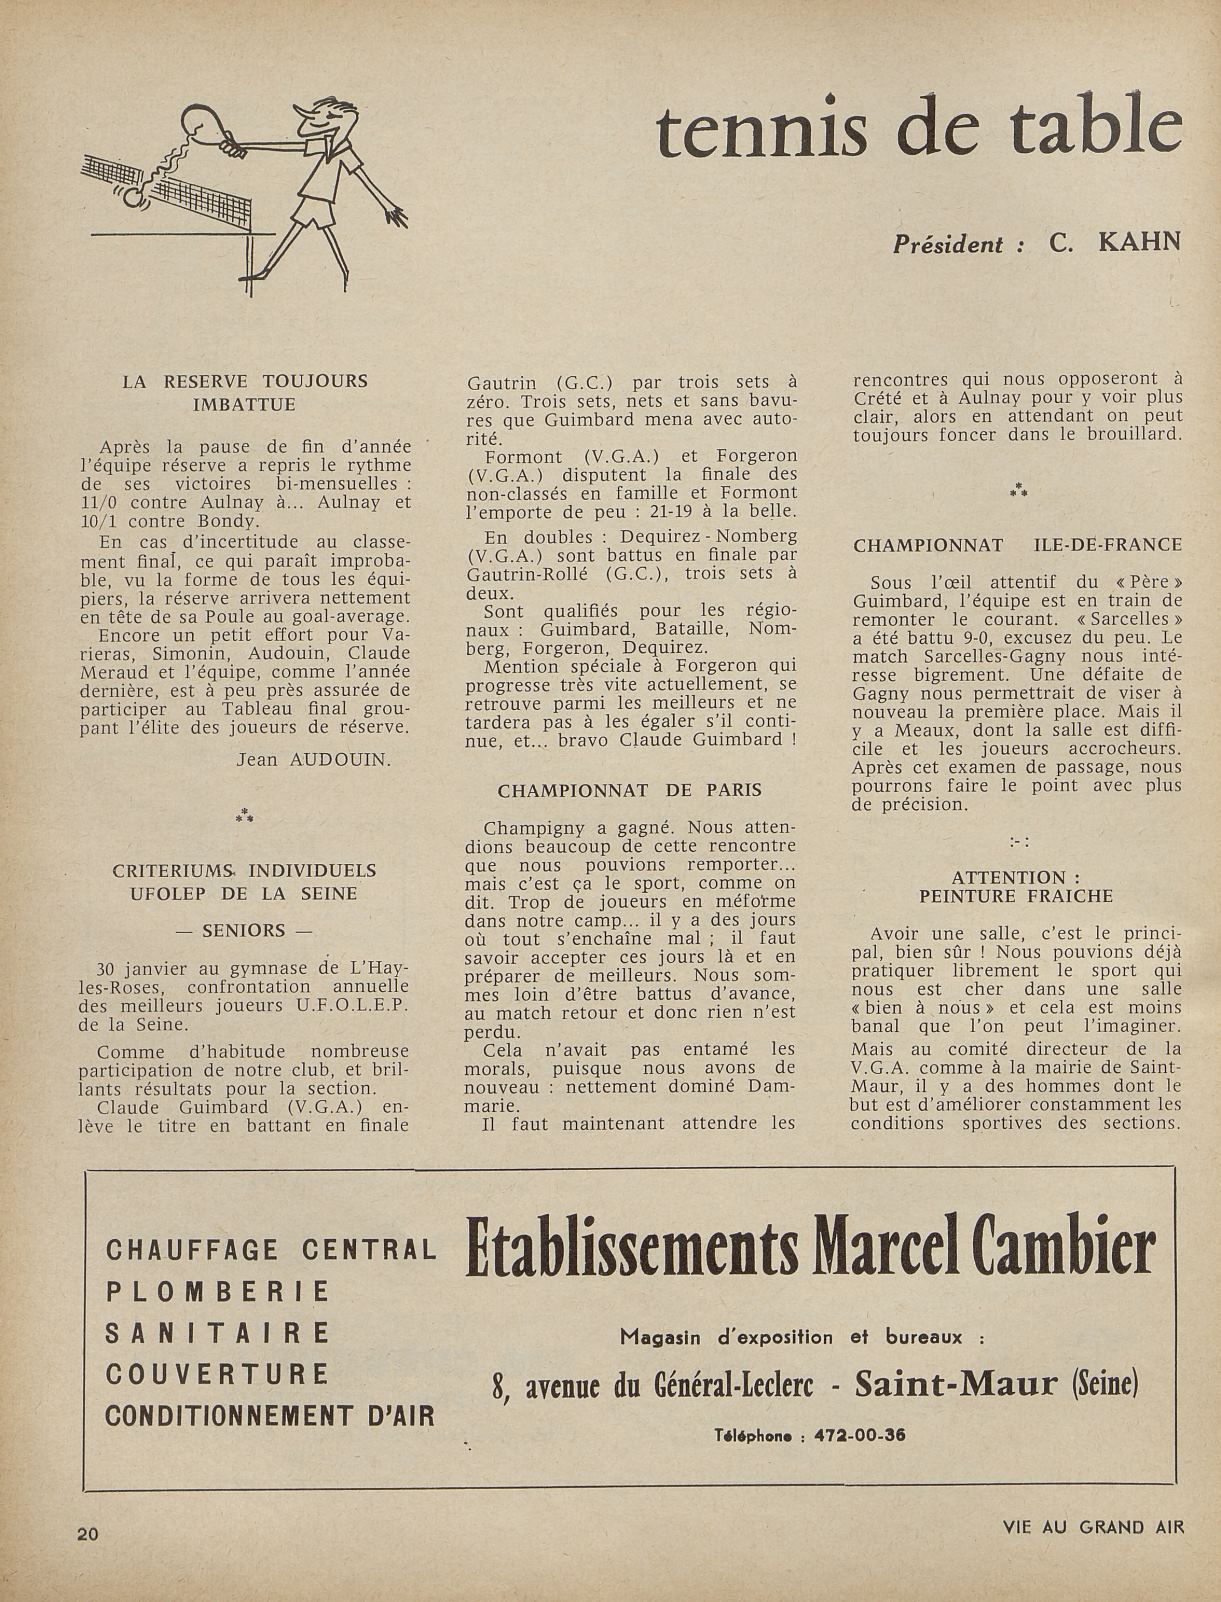 tennis de table
Président : C. KAHN
LA RESERVE TOUJOURS
IMBATTUE
Après la pause de fin d'année
l'équipe réserve a repris le rythme
de ses victoires bi-mensuelles :
11/0 contre Aulnay à... Aulnay et
10/1 contre Bondy.
En cas d'incertitude au classe-
ment final, ce qui paraît improba-
ble, vu la forme de tous les équi-
piers, la réserve arrivera nettement
en tête de sa Poule au goal-average.
Encore un petit effort pour Va-
rieras, Simonin, Audouin, Claude
Meraud et l'équipe, comme l'année
dernière, est à peu près assurée de
participer au Tableau final grou-
pant l'élite des joueurs de réserve.
Jean AUDOUIN.
***
CRITERIUMS INDIVIDUELS
UFOLEP DE LA SEINE
— SENIORS —
30 janvier au gymnase de L'Hay-
les-Roses, confrontation annuelle
des meilleurs joueurs U.F.O.L.E.P.
de la Seine.
Comme d'habitude nombreuse
participation de notre club, et bril-
lants résultats pour la section.
Claude Guimbard (V.G.A.) en-
lève le titre en battant en finale
Gautrin (G.C.) par trois sets à
zéro. Trois sets, nets et sans bavu-
res que Guimbard mena avec auto-
rité.
Formont (V.G.A.) et Forgeron
(V.G.A.) disputent la finale des
non-classés en famille et Formont
l'emporte de peu : 21-19 à la belle.
En doubles : Dequirez - Nomberg
(V.G.A.) sont battus en finale par
Gautrin-Rollé (G.C.), trois sets à
deux.
Sont qualifiés pour les régio-
naux : Guimbard, Bataille, Nom-
berg, Forgeron, Dequirez.
Mention spéciale à Forgeron qui
progresse très vite actuellement, se
retrouve parmi les meilleurs et ne
tardera pas à les égaler s'il conti-
nue, et... bravo Claude Guimbard !
CHAMPIONNAT DE PARIS
Champigny a gagné. Nous atten-
dions beaucoup de cette rencontre
que nous pouvions remporter...
mais c'est ça le sport, comme on
dit. Trop de joueurs en méforme
dans notre camp... il y a des jours
où tout s'enchaîne mal ; il faut
savoir accepter ces jours là et en
préparer de meilleurs. Nous som-
mes loin d'être battus d'avance,
au match retour et donc rien n'est
perdu.
Cela n'avait pas entamé les
morals, puisque nous avons de
nouveau : nettement dominé Dam-
marie.
Il faut maintenant attendre les
rencontres qui nous opposeront à
Crété et à Aulnay pour y voir plus
clair, alors en attendant on peut
toujours foncer dans le brouillard.
***
CHAMPIONNAT ILE-DE-FRANCE
Sous l'œil attentif du « Père »
Guimbard, l'équipe est en train de
remonter le courant. « Sarcelles »
a été battu 9-0, excusez du peu. Le
match Sarcelles-Gagny nous inté-
resse bigrement. Une défaite de
Gagny nous permettrait de viser à
nouveau la première place. Mais il
y a Meaux, dont la salle est diffi-
cile et les joueurs accrocheurs.
Après cet examen de passage, nous
pourrons faire le point avec plus
de précision.
:-:
ATTENTION :
PEINTURE FRAICHE
Avoir une salle, c'est le princi-
pal, bien sûr ! Nous pouvions déjà
pratiquer librement le sport qui
nous est cher dans une salle
« bien à nous » et cela est moins
banal que l'on peut l'imaginer.
Mais au comité directeur de la
V.G.A. comme à la mairie de Saint-
Maur, il y a des hommes dont le
but est d'améliorer constamment les
conditions sportives des sections.
CHAUFFAGE CENTRAL
PLOMBERIE
SANITAIRE
COUVERTURE
CONDITIONNEMENT D'AIR
Etablissements Marcel Cambier
Magasin d'exposition et bureaux :
8, avenue du Général-Leclerc - Saint-Maur (Seine)
Téléphone : 472-00-36
20
VIE AU GRAND AIR